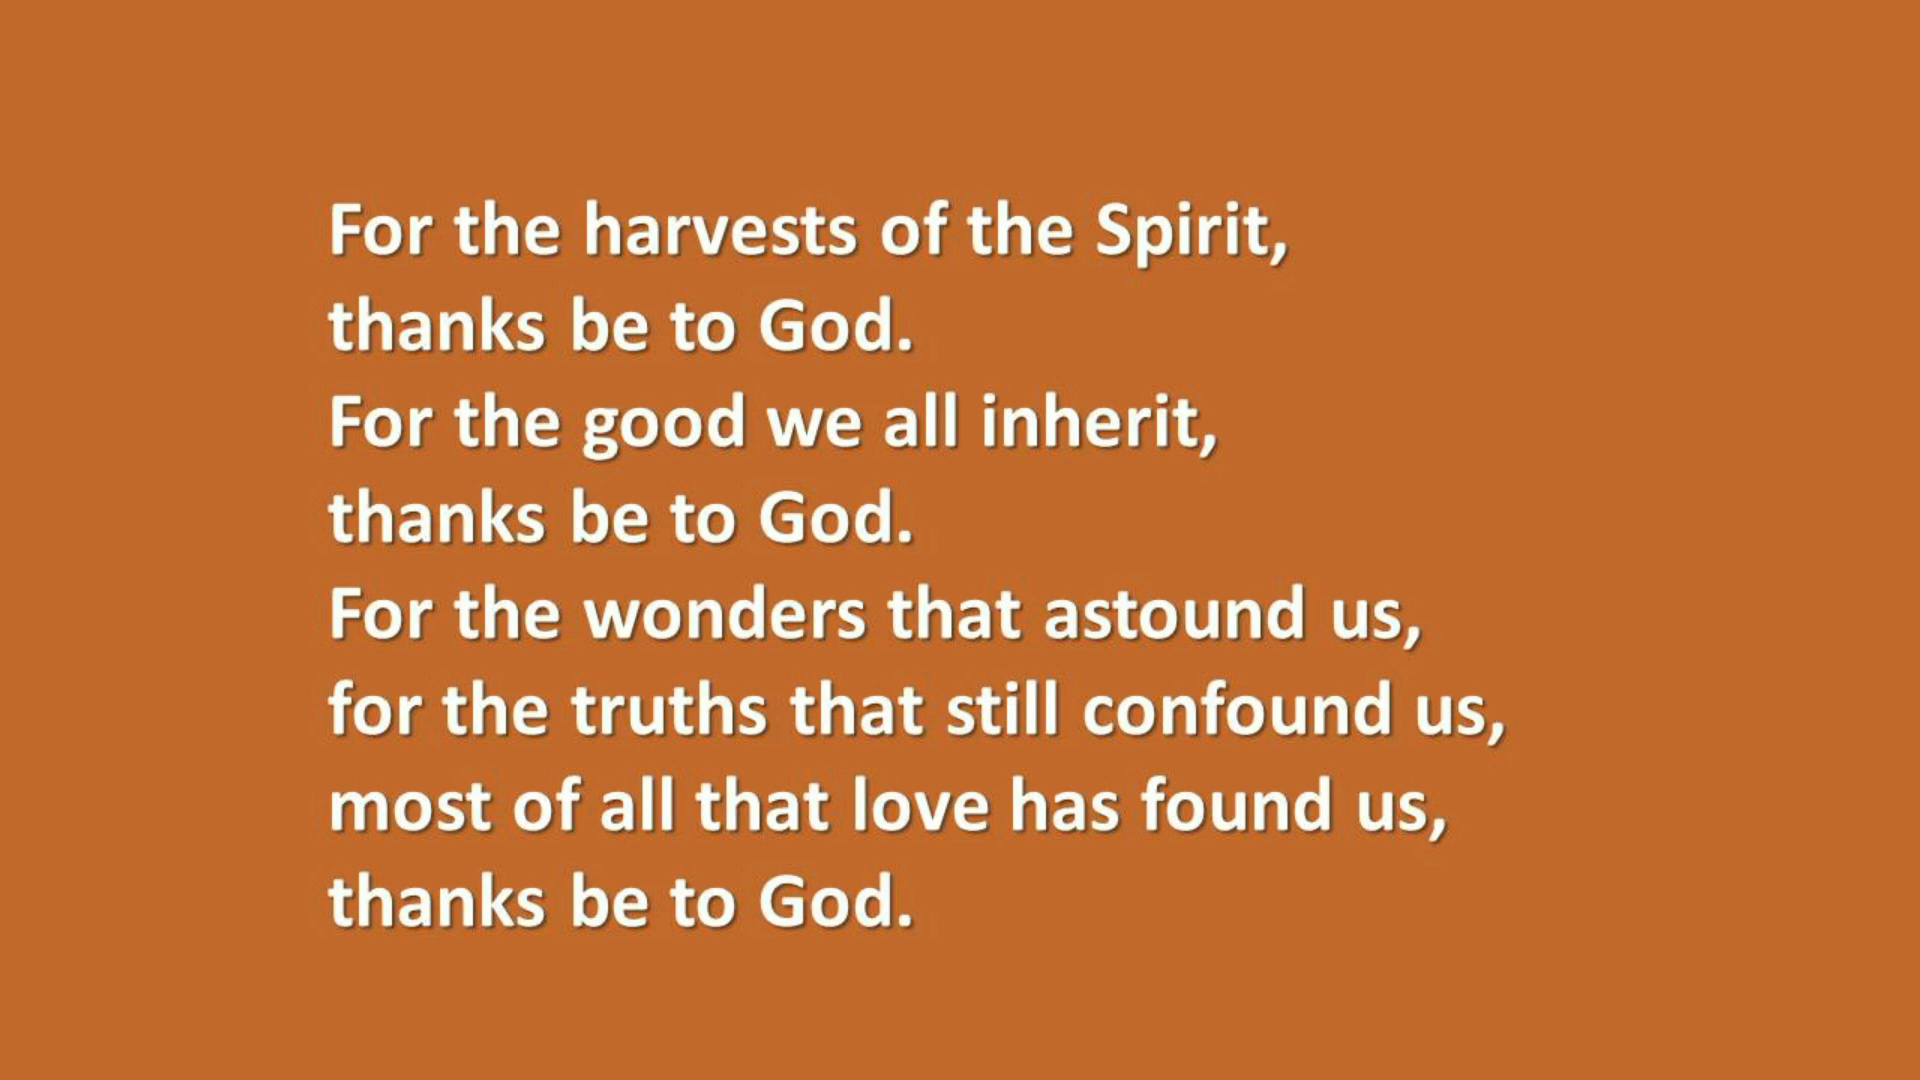 For the harvests of the Spirit,
thanks be to God.
For the good we all inherit,
thanks be to God.
For the wonders that astound us,
for the truths that still confound us,
most of all that love has found us,
thanks be to God.